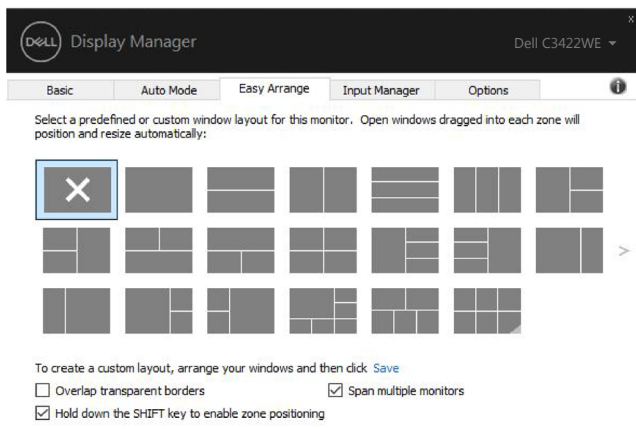 x
DELL Display Manager Dell C3422WE
Basic Auto Mode Easy Arrange Input Manager Options
Select a predefined or custom window layout for this monitor. Open windows dragged into each zone will
position and resize automatically:
>
To create a custom layout, arrange your windows and then click Save
Overlap transparent borders Span multiple monitors
Hold down the SHIFT key to enable zone positioning